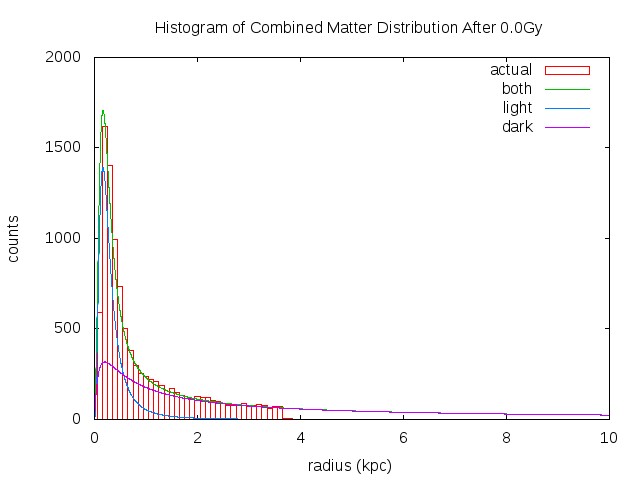 Histogram of Combined Matter Distribution After 0.0Gy
2000
1500
1000
500
0
counts
actual
both
light
dark
0 2 4 6 8 10
radius (kpc)